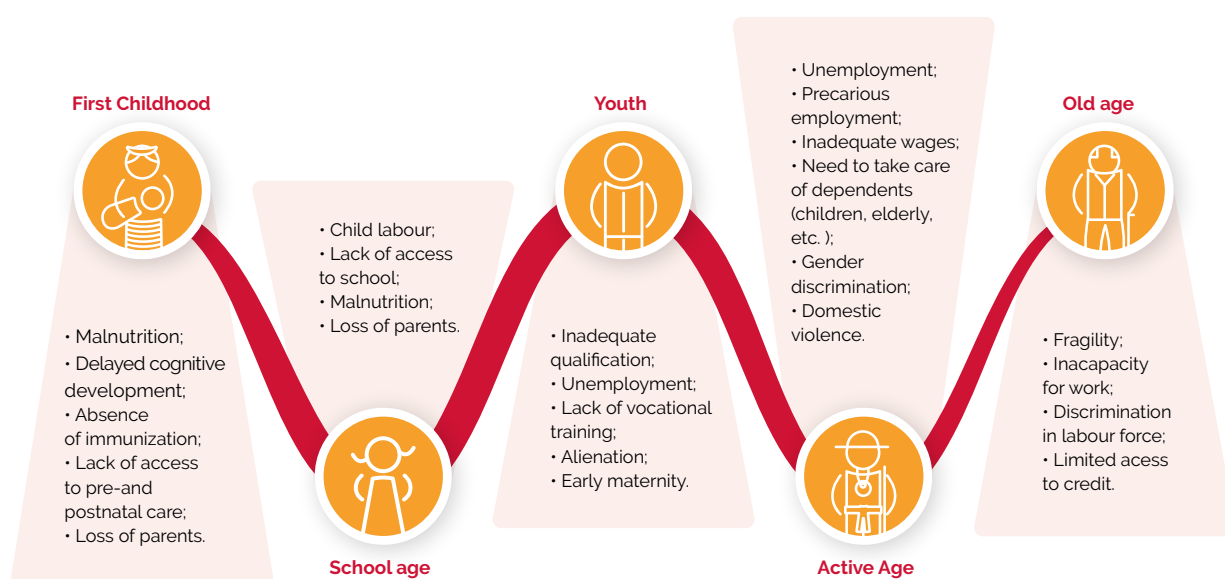 First Childhood
• Malnutrition;
• Delayed cognitive
development;
• Absence
of immunization;
• Lack of access
to pre-and
postnatal care;
• Loss of parents.
• Child labour;
• Lack of access
to school;
• Malnutrition;
• Loss of parents.
School age
Youth
• Inadequate
qualification;
• Unemployment;
• Lack of vocational
training;
• Alienation;
• Early maternity.
• Unemployment;
• Precarious
employment;
• Inadequate wages;
• Need to take care
of dependents
(children, elderly,
etc. );
• Gender
discrimination;
• Domestic
violence.
Active Age
Old age
• Fragility;
• Inacapacity
for work;
• Discrimination
in labour force;
• Limited acess
to credit.